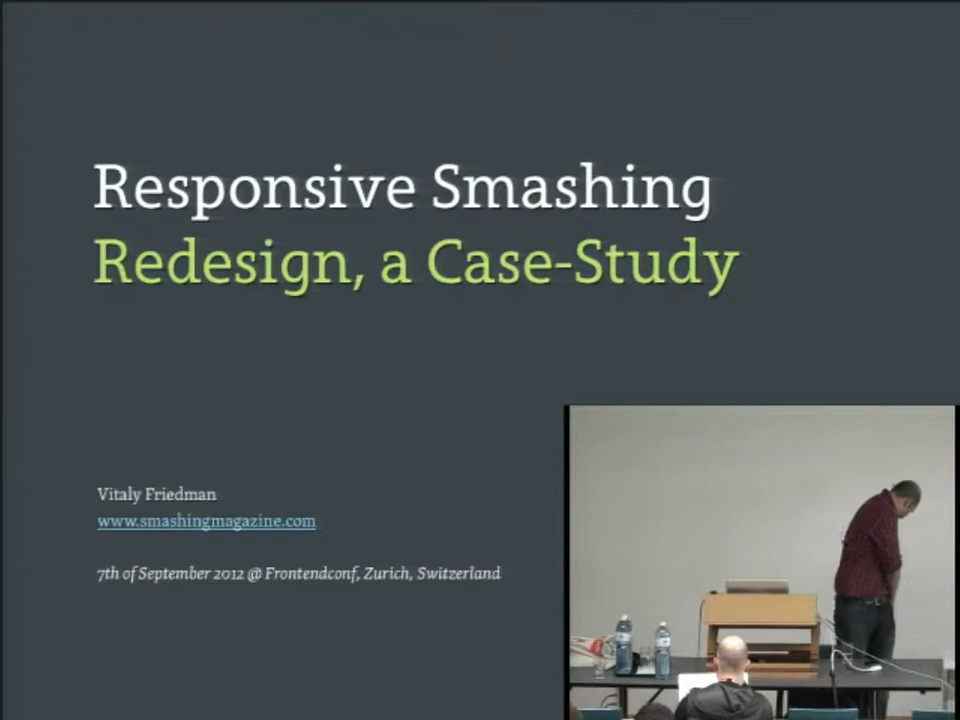 Responsive Smashing
Redesign, a Case-Study
Vitaly Friedman
www.smashingmagazine.com
7th of September 2012 @ Frontendconf, Zurich, Switzerland